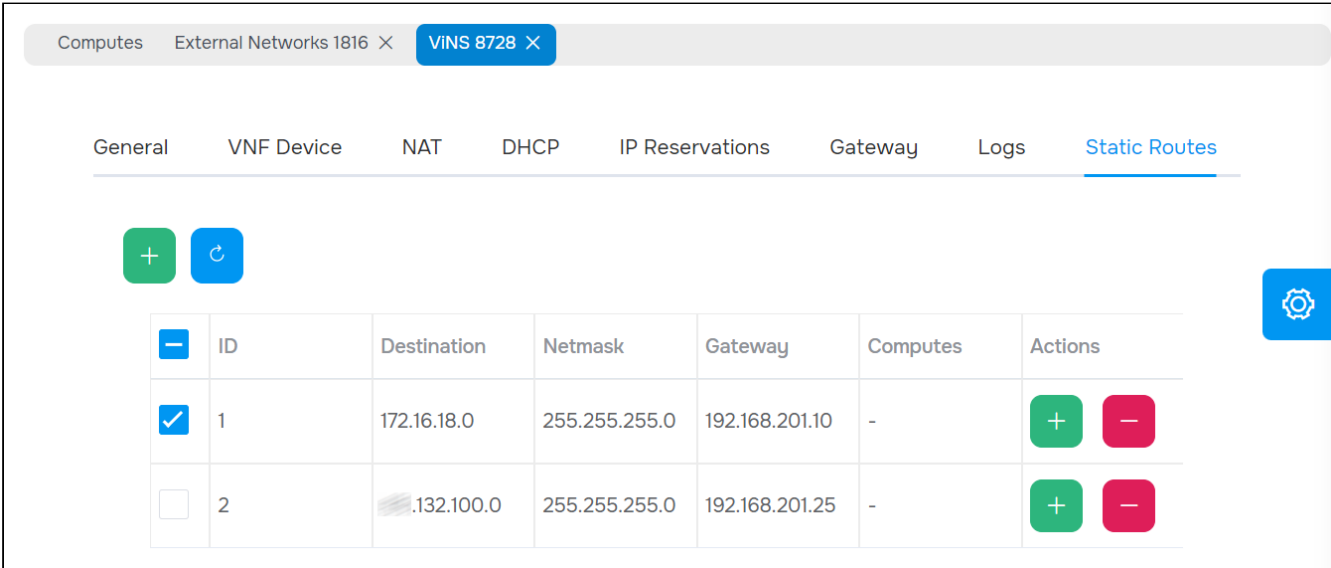 Computes External Networks 1816 ViNS 8728
General VNF Device NAT DHCP IP Reservations Gateway Logs Static Routes
ID Destination Netmask Gateway Computes Actions
1 172.16.18.0 255.255.255.0 192.168.201.10 -
2 .132.100.0 255.255.255.0 192.168.201.25 -